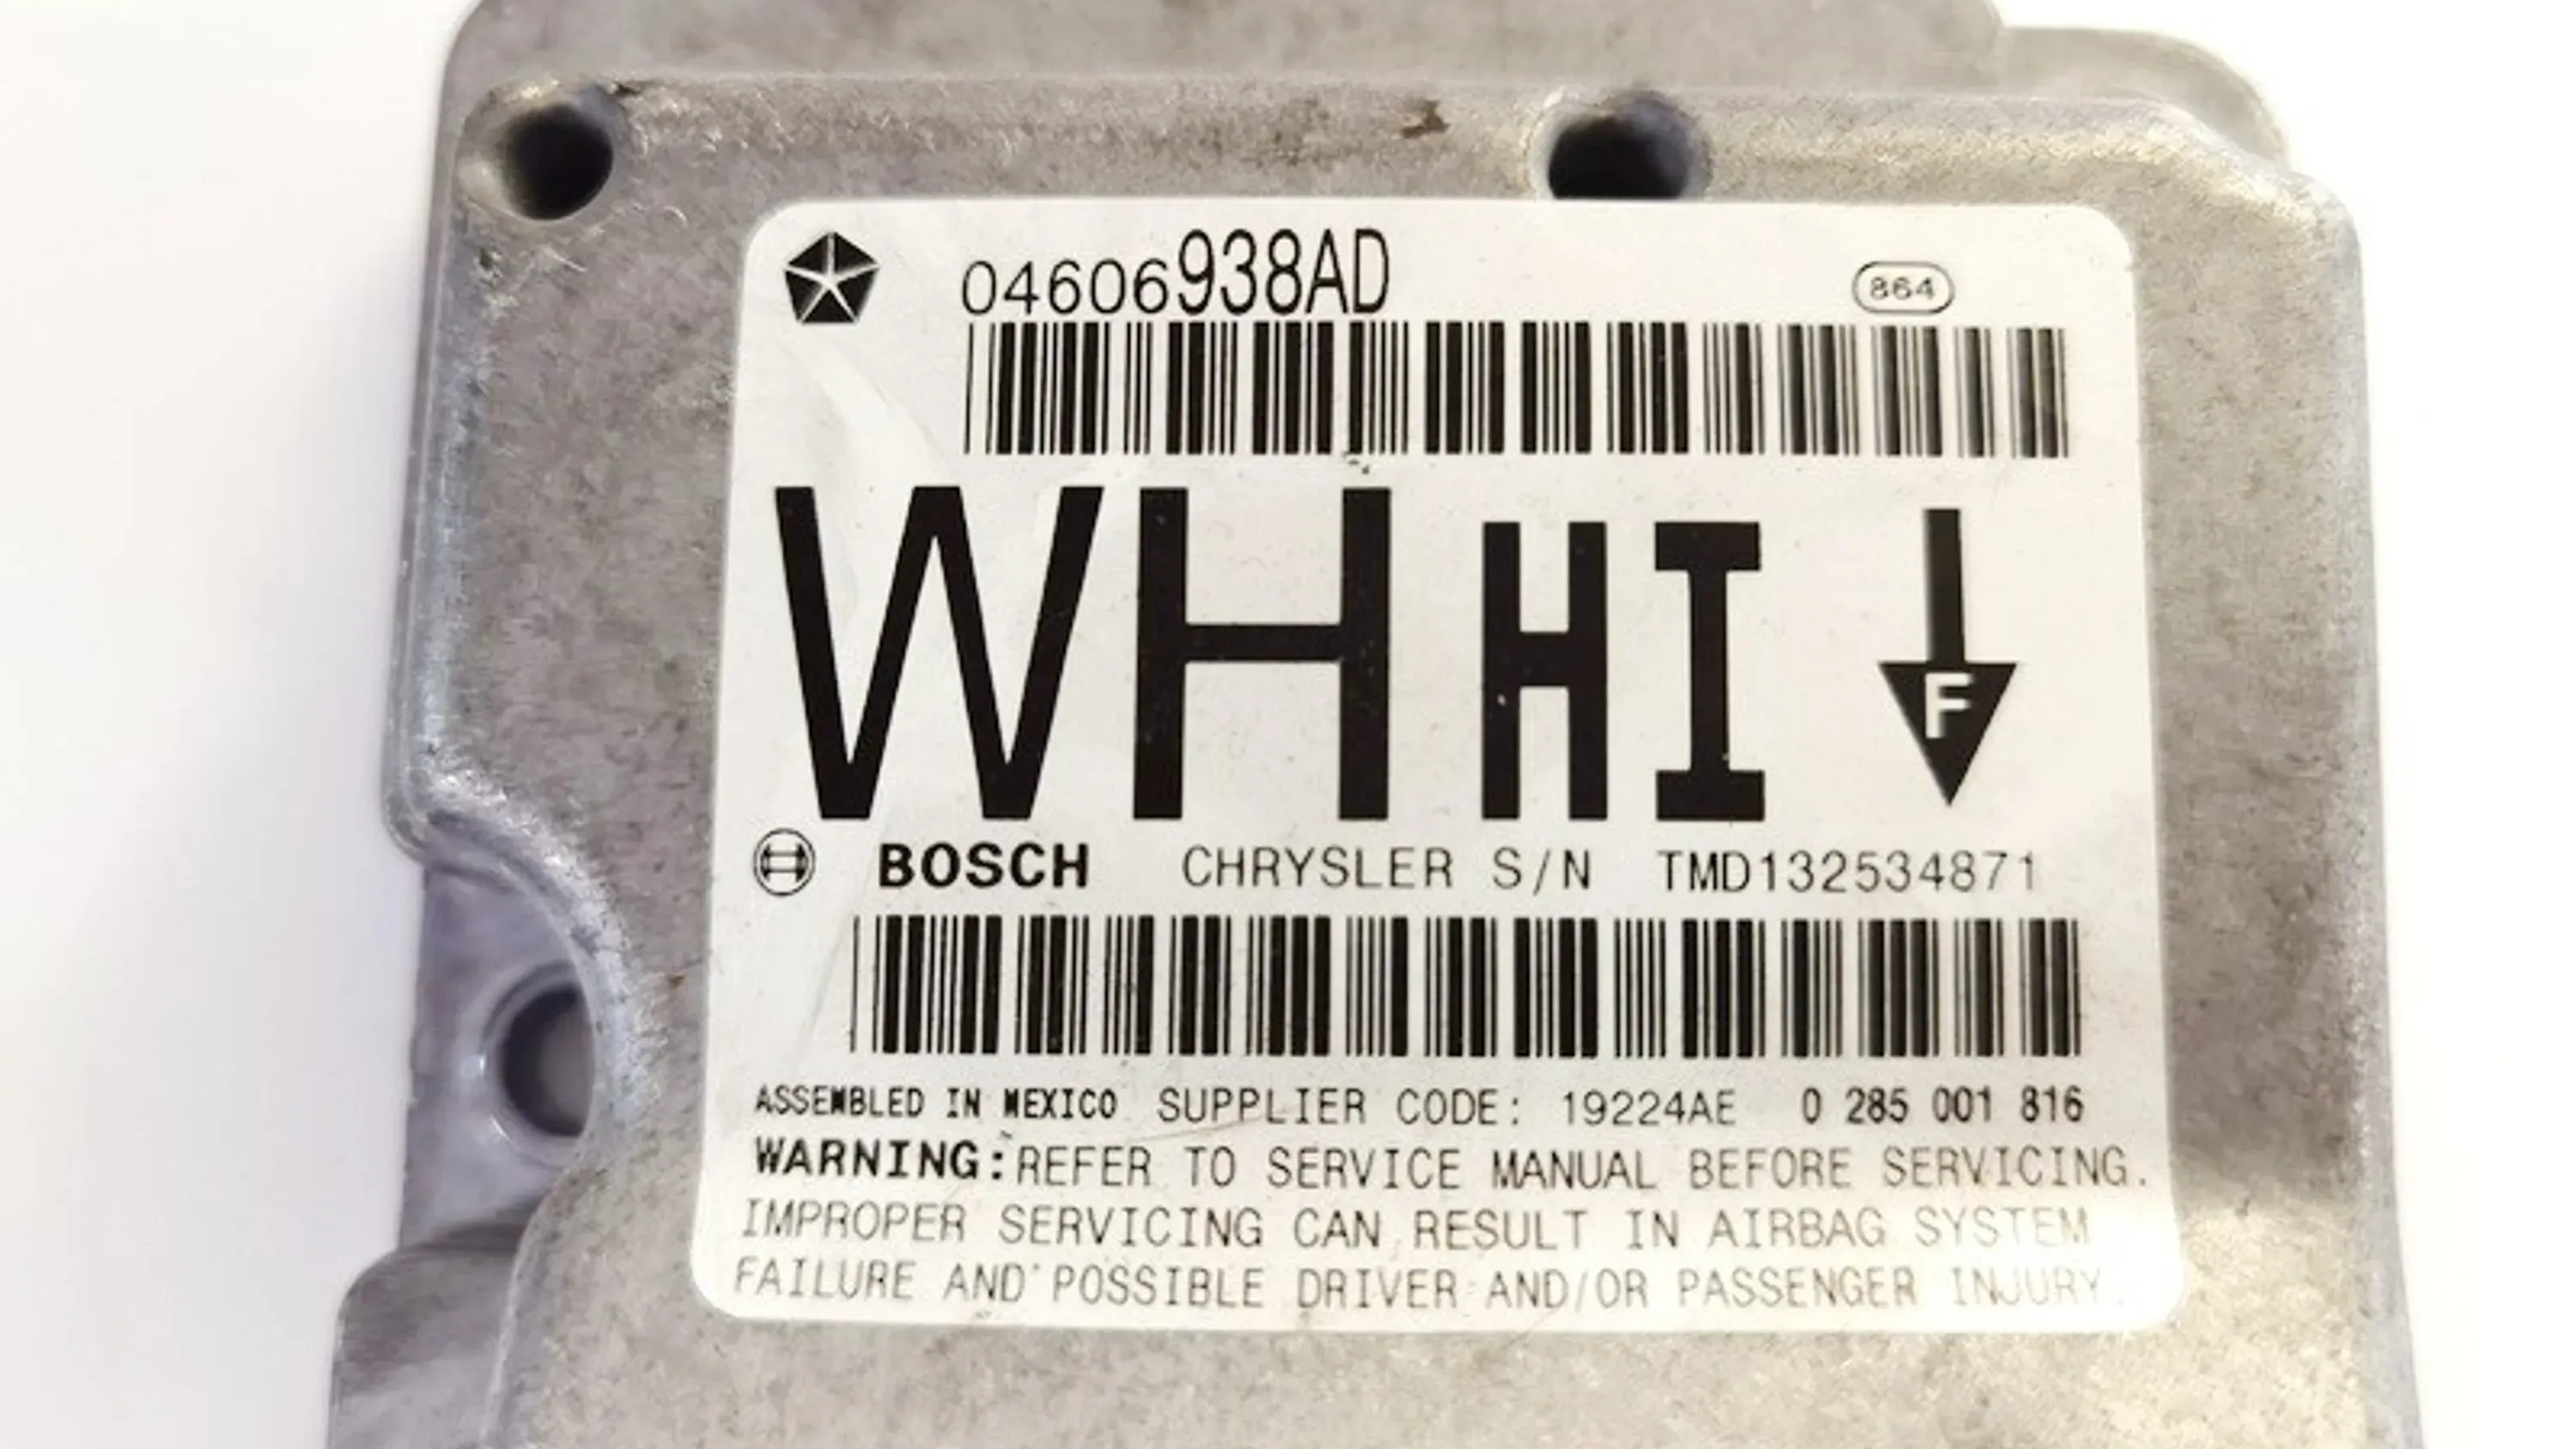 04606938AD 864
WH HI F
BOSCH CHRYSLER S/N TMD132534871
ASSEMBLED IN MEXICO SUPPLIER CODE: 19224AE 0 285 001 816
WARNING: REFER TO SERVICE MANUAL BEFORE SERVICING.
IMPROPER SERVICING CAN RESULT IN AIRBAG SYSTEM
FAILURE AND POSSIBLE DRIVER AND/OR PASSENGER INJURY.